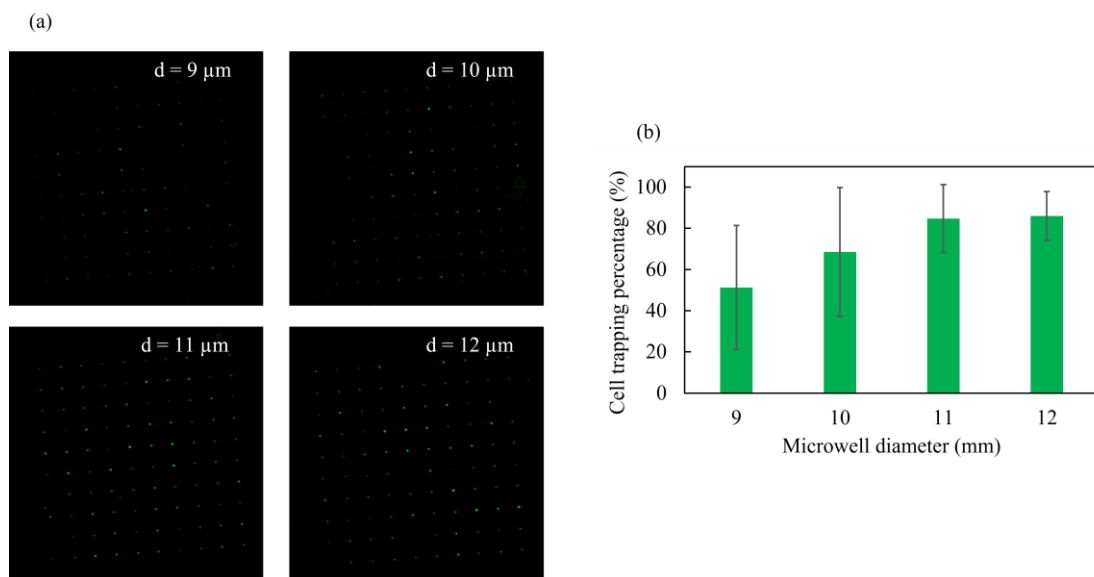 (a)
d = 9 µm
d = 10 µm
d = 11 µm
d = 12 µm
(b)
Cell trapping percentage (%)
100
80
60
40
20
0
9 10 11 12
Microwell diameter (mm)